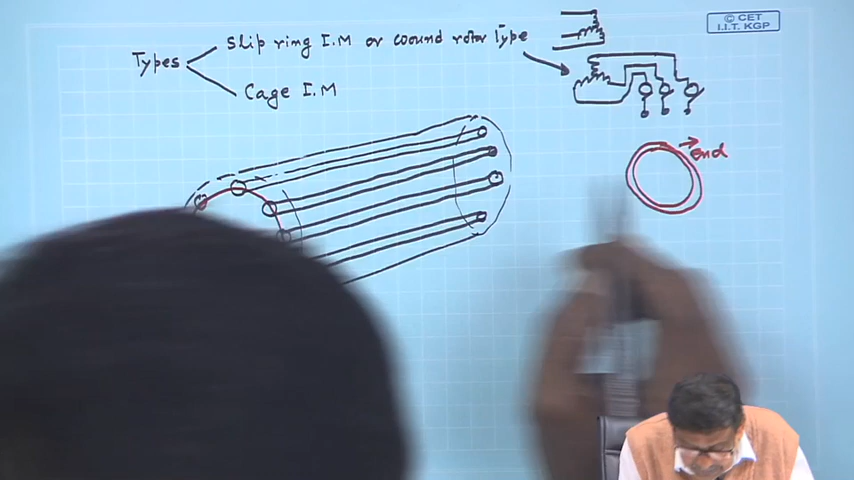 © CET
I.I.T. KGP
Types
Slip ring I.M or wound rotor Type
Cage I.M
end